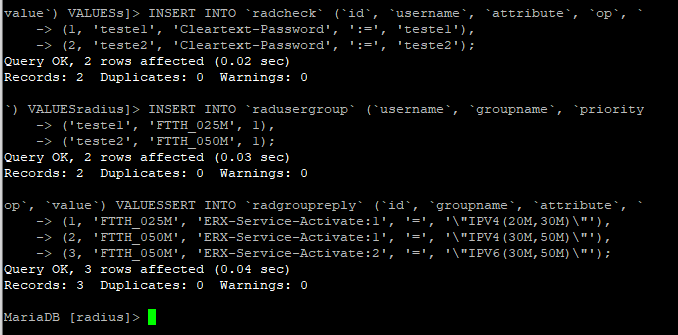 value`) VALUESs]> INSERT INTO `radcheck` (`id`, `username`, `attribute`, `op`, `
    -> (1, 'teste1', 'Cleartext-Password', ':=', 'teste1'),
    -> (2, 'teste2', 'Cleartext-Password', ':=', 'teste2');
Query OK, 2 rows affected (0.02 sec)
Records: 2  Duplicates: 0  Warnings: 0
`) VALUESradius]> INSERT INTO `radusergroup` (`username`, `groupname`, `priority
    -> ('teste1', 'FTTH_025M', 1),
    -> ('teste2', 'FTTH_050M', 1);
Query OK, 2 rows affected (0.03 sec)
Records: 2  Duplicates: 0  Warnings: 0
op`, `value`) VALUESSERT INTO `radgroupreply` (`id`, `groupname`, `attribute`, `
    -> (1, 'FTTH_025M', 'ERX-Service-Activate:1', '=', '\"IPV4(20M,30M)\"'),
    -> (2, 'FTTH_050M', 'ERX-Service-Activate:1', '=', '\"IPV4(30M,50M)\"'),
    -> (3, 'FTTH_050M', 'ERX-Service-Activate:2', '=', '\"IPV6(30M,50M)\"');
Query OK, 3 rows affected (0.04 sec)
Records: 3  Duplicates: 0  Warnings: 0
MariaDB [radius]>